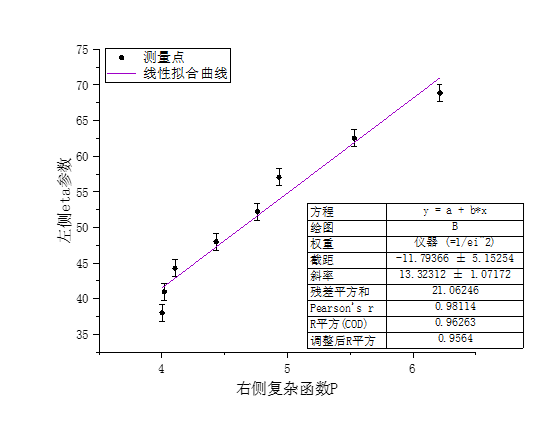 75
70
65
60
55
50
45
40
35
左侧eta参数
测量点
线性拟合曲线
方程 y = a + b*x
绘图 B
权重 仪器 (=1/ei^2)
截距 -11.79366 ± 5.15254
斜率 13.32312 ± 1.07172
残差平方和 21.06246
Pearson's r 0.98114
R平方(COD) 0.96263
调整后R平方 0.9564
4 5 6
右侧复杂函数P